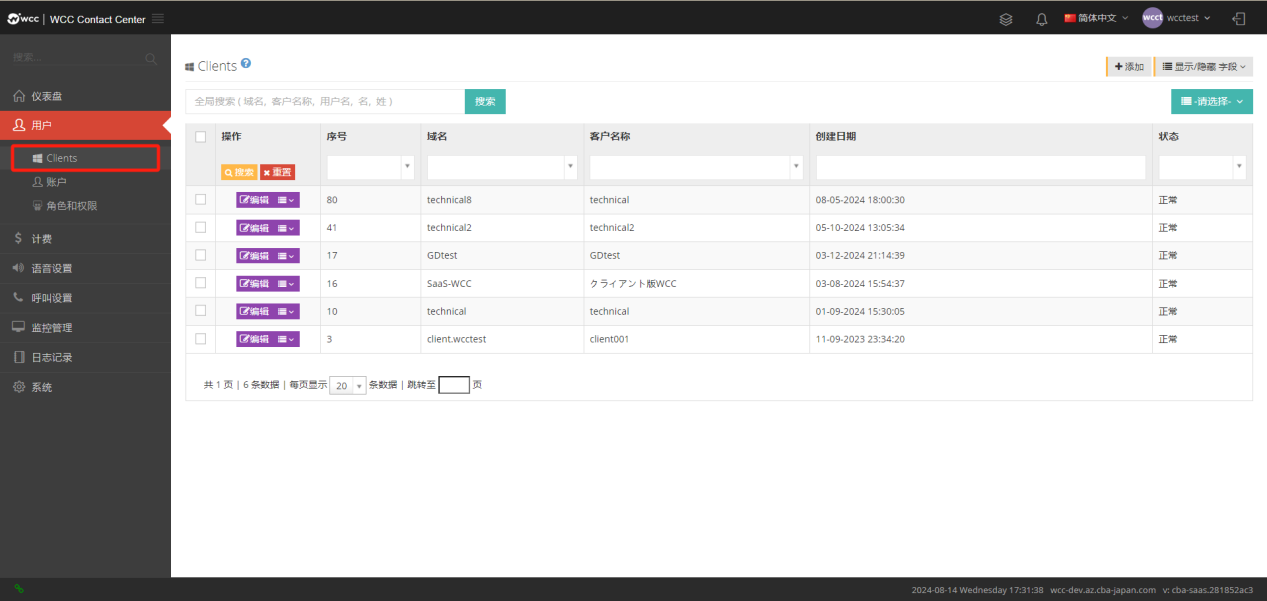 wcc | WCC Contact Center
简体中文
wcct wcctest
搜索...
仪表盘
用户
Clients
账户
角色和权限
计费
语音设置
呼叫设置
监控管理
日志记录
系统
Clients ?
添加
显示/隐藏 字段
全局搜索 ( 域名, 客户名称, 用户名, 名, 姓 )
搜索
-请选择-
操作 序号 域名 客户名称 创建日期 状态
搜索 重置
编辑 80 technical8 technical 08-05-2024 18:00:30 正常
编辑 41 technical2 technical2 05-10-2024 13:05:34 正常
编辑 17 GDtest GDtest 03-12-2024 21:14:39 正常
编辑 16 SaaS-WCC クライアント版WCC 03-08-2024 15:54:37 正常
编辑 10 technical technical 01-09-2024 15:30:05 正常
编辑 3 client.wcctest client001 11-09-2023 23:34:20 正常
共 1 页 | 6 条数据 | 每页显示 20 条数据 | 跳转至 页
2024-08-14 Wednesday 17:31:38 wcc-dev.az.cba-japan.com v: cba-saas.281852ac3